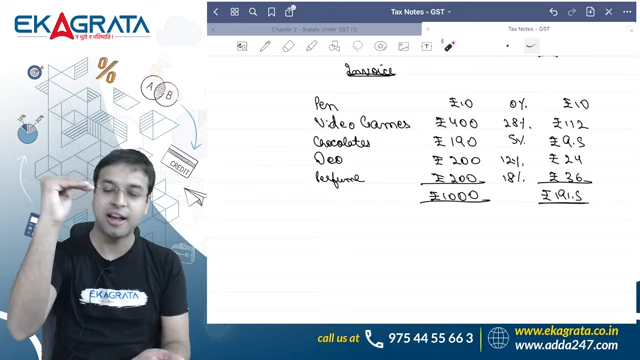 EKAGRATA
। न भूतो न भविष्यति ।
Tax Notes - GST
Chapter 2 - Supply Under GST (1)
Tax Notes - GST
Invoice
Pen ₹10 0% ₹10
Video Games ₹400 28% ₹112
Chocolates ₹190 5% ₹9.5
Deo ₹200 12% ₹24
Perfume ₹200 18% ₹36
₹1000 ₹191.5
%
A B
CREDIT
EKAGRATA
call us at 975 44 55 66 3
www.ekagrata.co.in
www.adda247.com